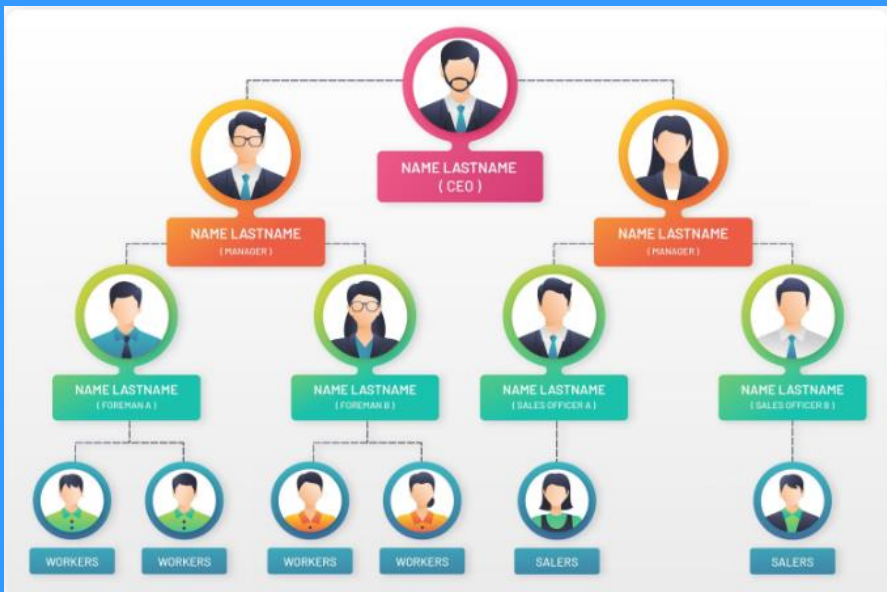 NAME LASTNAME
( CEO )
NAME LASTNAME
( MANAGER )
NAME LASTNAME
( MANAGER )
NAME LASTNAME
( FOREMAN A )
NAME LASTNAME
( FOREMAN B )
NAME LASTNAME
( SALES OFFICER A )
NAME LASTNAME
( SALES OFFICER B )
WORKERS
WORKERS
WORKERS
WORKERS
SALERS
SALERS